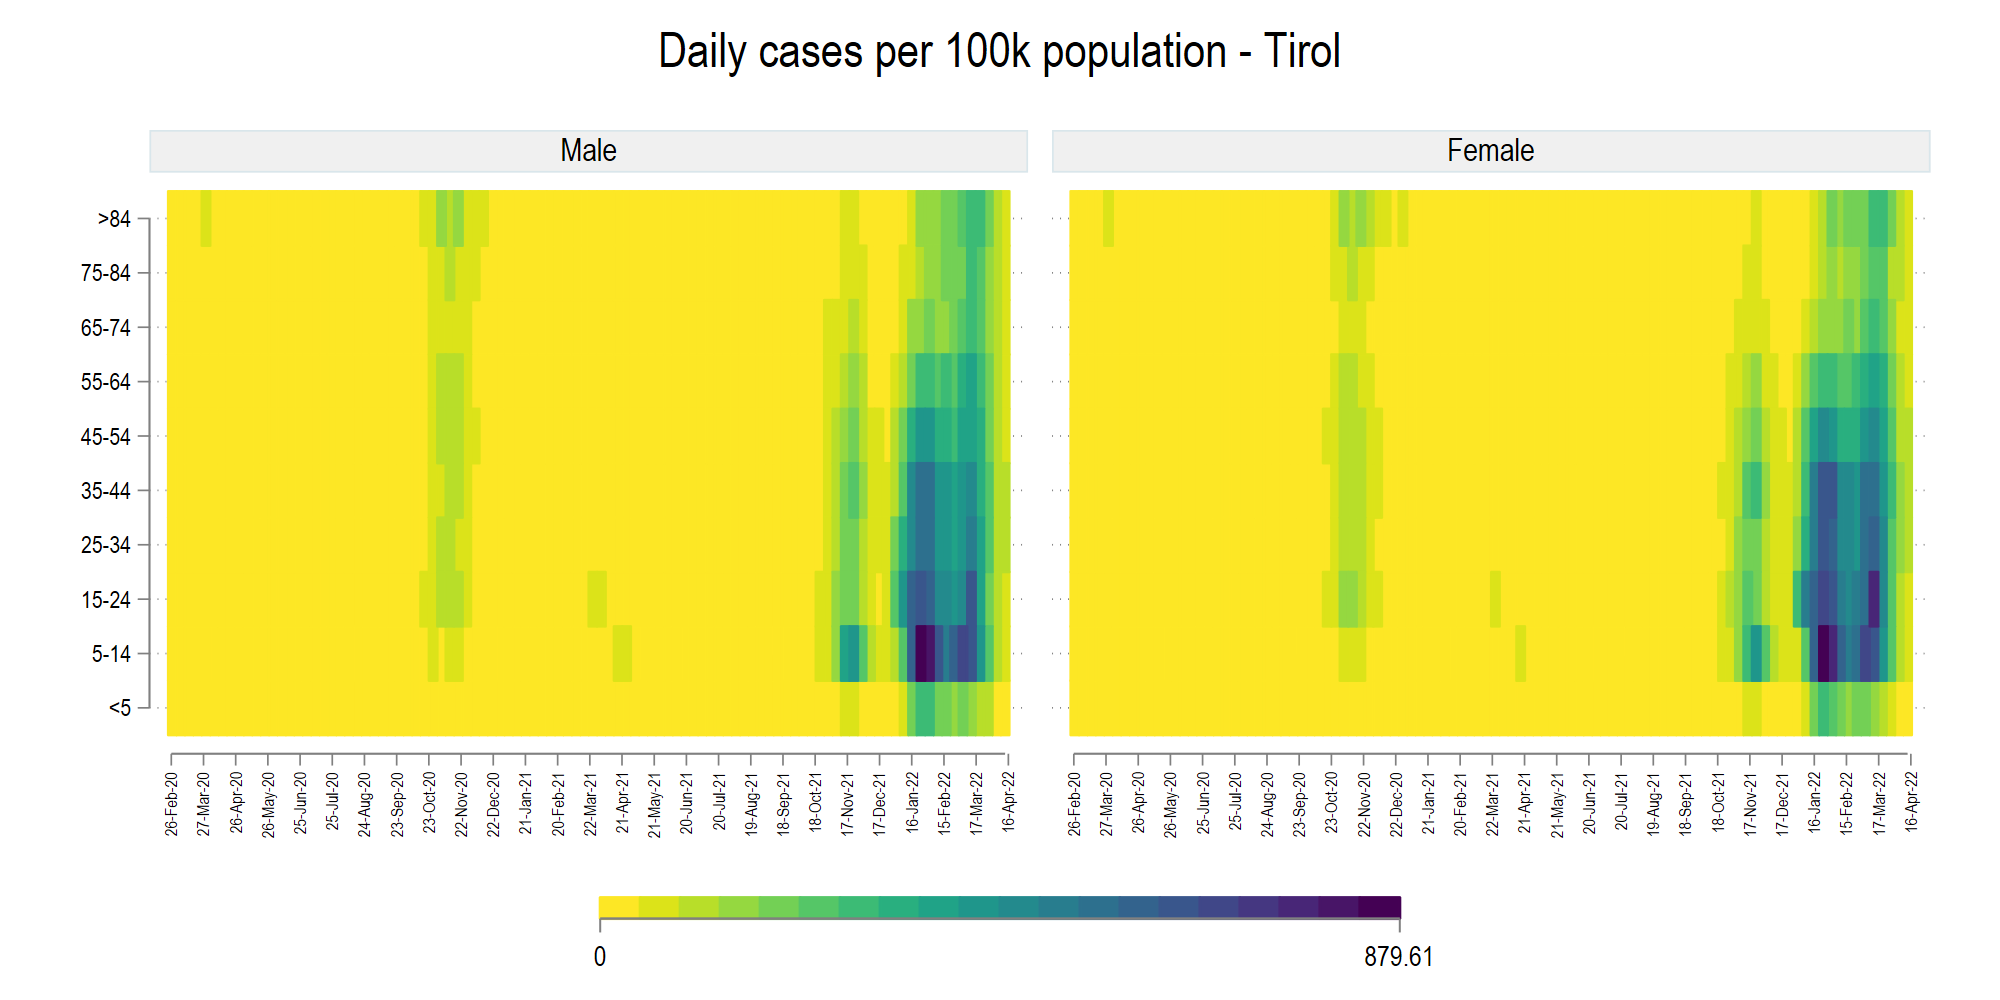 Daily cases per 100k population - Tirol
Male
Female
>84
75-84
65-74
55-64
45-54
35-44
25-34
15-24
5-14
<5
26-Feb-20
27-Mar-20
26-Apr-20
26-May-20
25-Jun-20
25-Jul-20
24-Aug-20
23-Sep-20
23-Oct-20
22-Nov-20
22-Dec-20
21-Jan-21
20-Feb-21
22-Mar-21
21-Apr-21
21-May-21
20-Jun-21
20-Jul-21
19-Aug-21
18-Sep-21
18-Oct-21
17-Nov-21
17-Dec-21
16-Jan-22
15-Feb-22
17-Mar-22
16-Apr-22
26-Feb-20
27-Mar-20
26-Apr-20
26-May-20
25-Jun-20
25-Jul-20
24-Aug-20
23-Sep-20
23-Oct-20
22-Nov-20
22-Dec-20
21-Jan-21
20-Feb-21
22-Mar-21
21-Apr-21
21-May-21
20-Jun-21
20-Jul-21
19-Aug-21
18-Sep-21
18-Oct-21
17-Nov-21
17-Dec-21
16-Jan-22
15-Feb-22
17-Mar-22
16-Apr-22
0
879.61